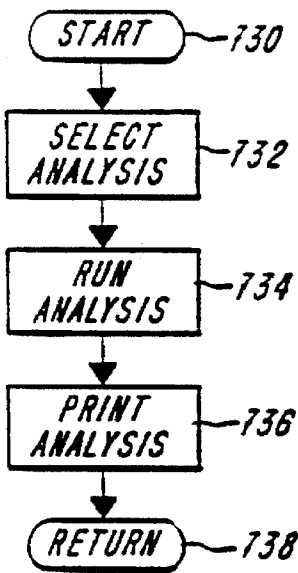 START 730
SELECT
ANALYSIS 732
RUN
ANALYSIS 734
PRINT
ANALYSIS 736
RETURN 738